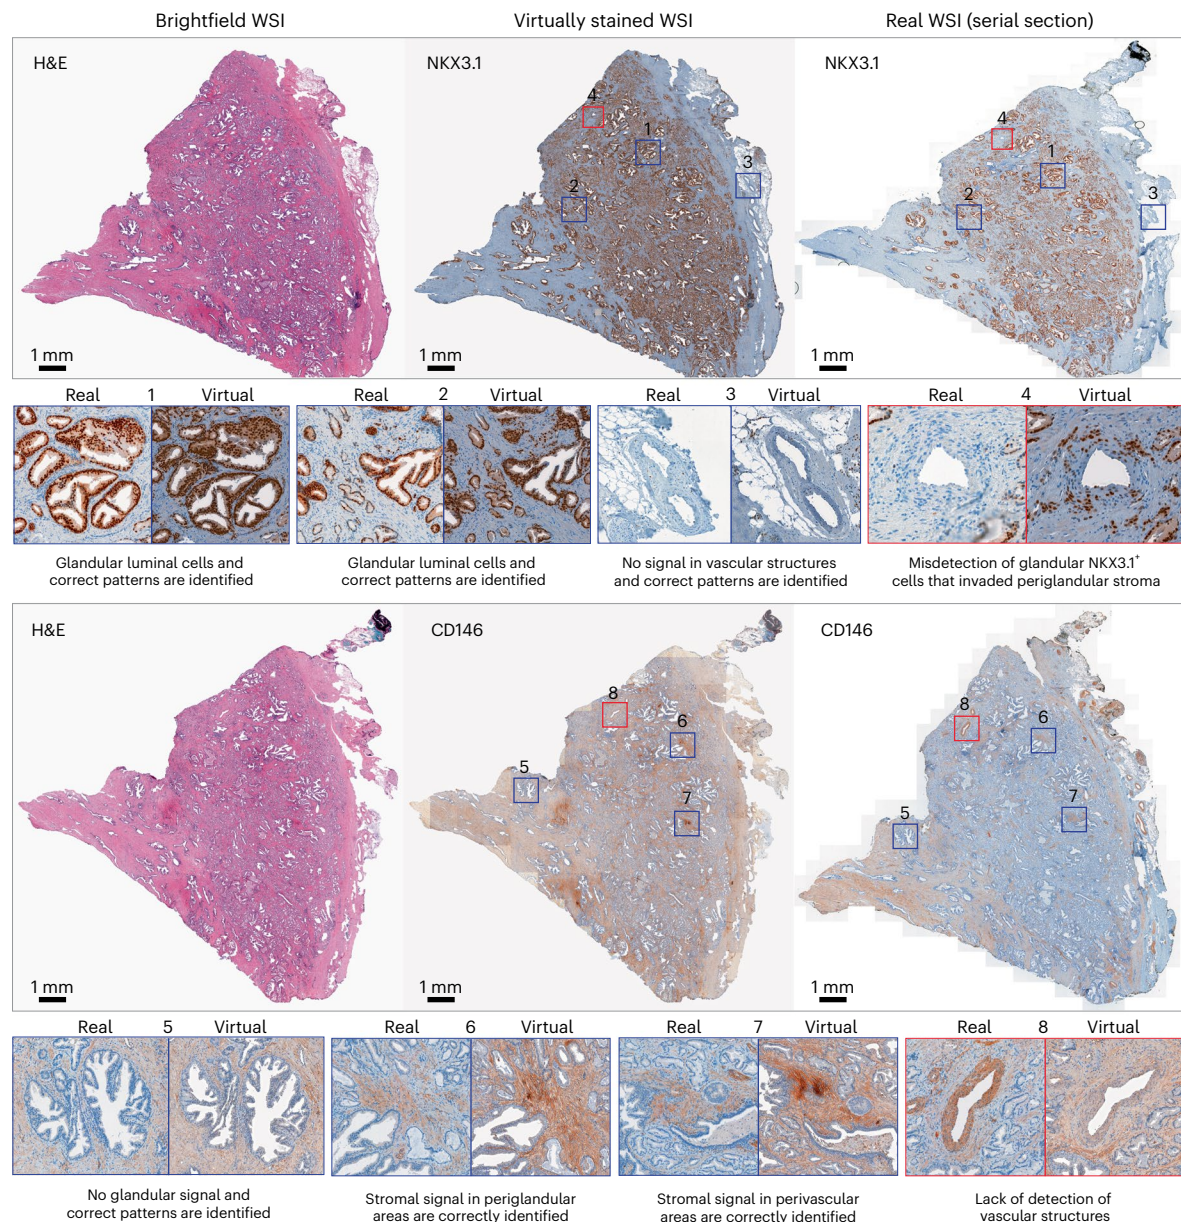 Brightfield WSI
Virtually stained WSI
Real WSI (serial section)
H&E
NKX3.1
NKX3.1
4
1
3
2
4
1
2
3
1 mm
1 mm
1 mm
Real 1 Virtual
Real 2 Virtual
Real 3 Virtual
Real 4 Virtual
Glandular luminal cells and
correct patterns are identified
Glandular luminal cells and
correct patterns are identified
No signal in vascular structures
and correct patterns are identified
Misdetection of glandular NKX3.1⁺
cells that invaded periglandular stroma
H&E
CD146
CD146
8
6
5
7
8
6
7
5
1 mm
1 mm
1 mm
Real 5 Virtual
Real 6 Virtual
Real 7 Virtual
Real 8 Virtual
No glandular signal and
correct patterns are identified
Stromal signal in periglandular
areas are correctly identified
Stromal signal in perivascular
areas are correctly identified
Lack of detection of
vascular structures